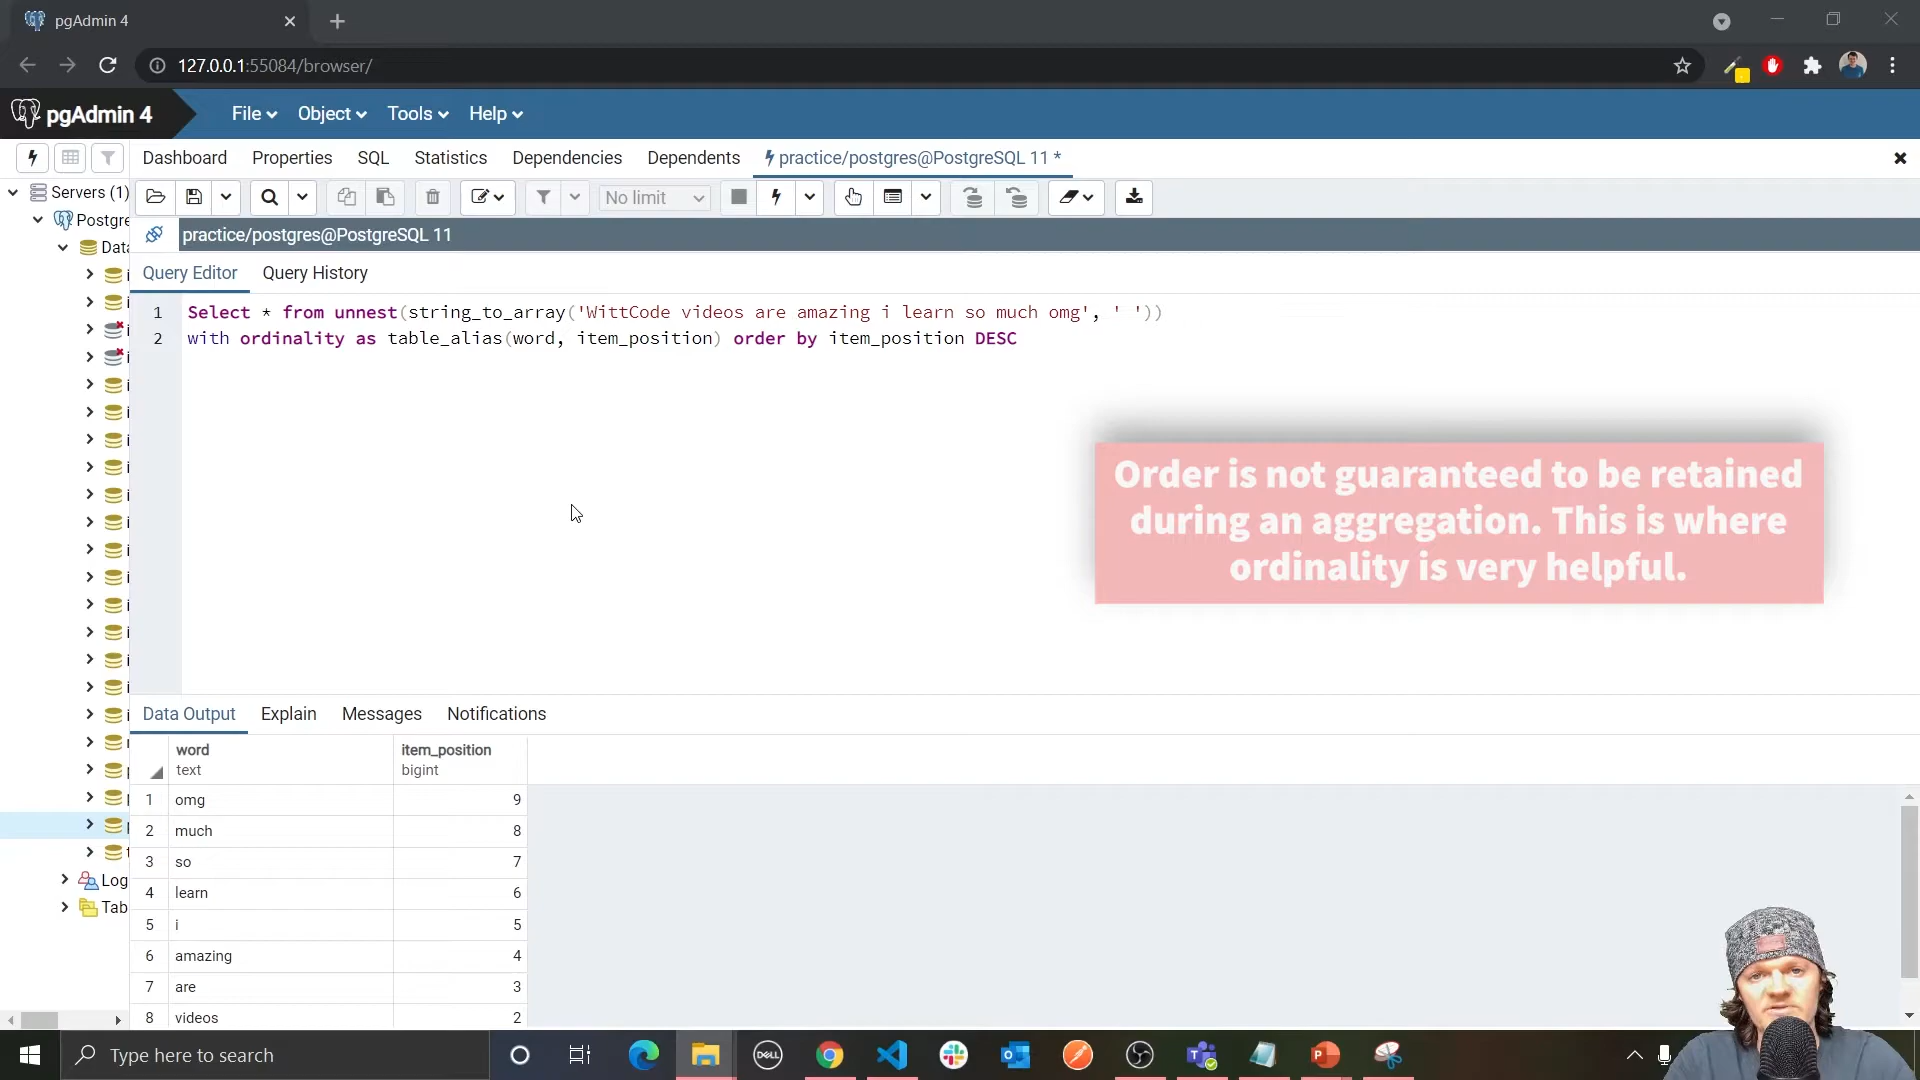 pgAdmin 4
127.0.0.1:55084/browser/
pgAdmin 4
File
Object
Tools
Help
Dashboard
Properties
SQL
Statistics
Dependencies
Dependents
practice/postgres@PostgreSQL 11 *
Servers (1)
No limit
Postgre
practice/postgres@PostgreSQL 11
Data
Query Editor
Query History
1 Select * from unnest(string_to_array('WittCode videos are amazing i learn so much omg', ' '))
2 with ordinality as table_alias(word, item_position) order by item_position DESC
Order is not guaranteed to be retained
during an aggregation. This is where
ordinality is very helpful.
Data Output
Explain
Messages
Notifications
word
text
item_position
bigint
1 omg 9
2 much 8
3 so 7
4 learn 6
5 i 5
6 amazing 4
7 are 3
8 videos 2
Log
Tab
Type here to search
DELL